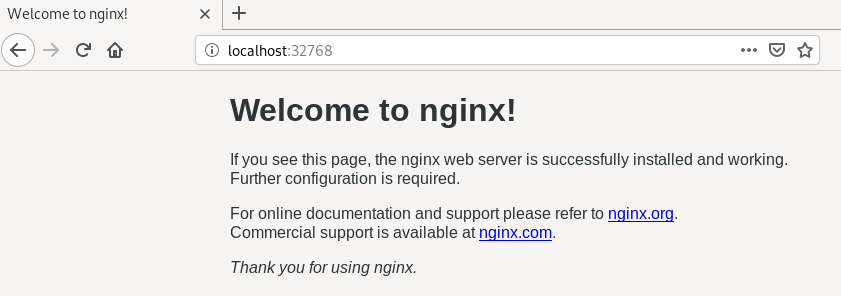 Welcome to nginx!
localhost:32768
Welcome to nginx!
If you see this page, the nginx web server is successfully installed and working.
Further configuration is required.
For online documentation and support please refer to nginx.org.
Commercial support is available at nginx.com.
Thank you for using nginx.